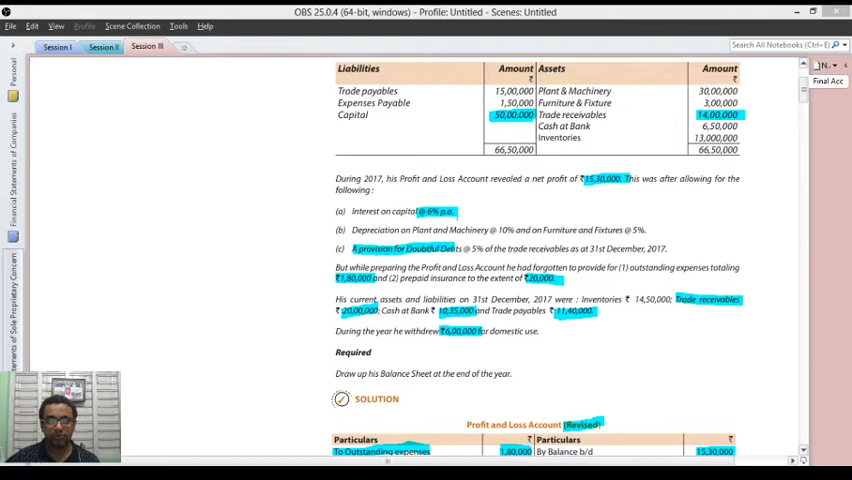 OBS 25.0.4 (64-bit, windows) - Profile: Untitled - Scenes: Untitled
File Edit View Profile Scene Collection Tools Help
Session I Session II Session III
Search All Notebooks (Ctrl+E)
N..
Final Acc
Personal
Financial Statements of Companies
tements of Sole Proprietary Concern
Liabilities Amount Assets Amount
₹ ₹
Trade payables 15,00,000 Plant & Machinery 30,00,000
Expenses Payable 1,50,000 Furniture & Fixture 3,00,000
Capital 50,00,000 Trade receivables 14,00,000
Cash at Bank 6,50,000
Inventories 13,000,000
66,50,000 66,50,000
During 2017, his Profit and Loss Account revealed a net profit of ₹15,30,000. This was after allowing for the
following :
(a) Interest on capital @ 6% p.a.
(b) Depreciation on Plant and Machinery @ 10% and on Furniture and Fixtures @ 5%.
(c) A provision for Doubtful Debts @ 5% of the trade receivables as at 31st December, 2017.
But while preparing the Profit and Loss Account he had forgotten to provide for (1) outstanding expenses totaling
₹1,80,000 and (2) prepaid insurance to the extent of ₹20,000.
His current assets and liabilities on 31st December, 2017 were : Inventories ₹ 14,50,000; Trade receivables
₹ 20,00,000; Cash at Bank ₹ 10,35,000 and Trade payables ₹ 11,40,000.
During the year he withdrew ₹6,00,000 for domestic use.
Required
Draw up his Balance Sheet at the end of the year.
SOLUTION
Profit and Loss Account (Revised)
Particulars ₹ Particulars ₹
To Outstanding expenses 1,80,000 By Balance b/d 15,30,000